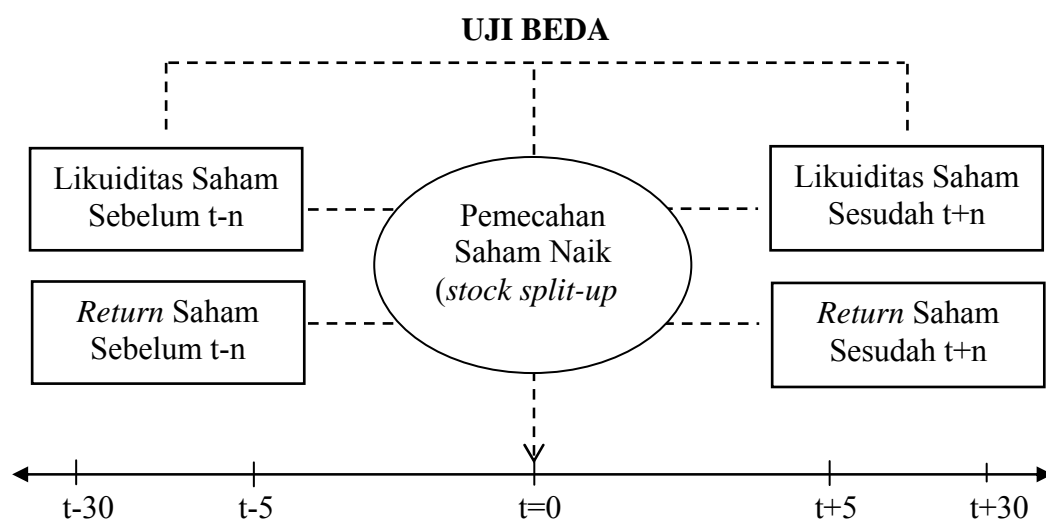 UJI BEDA
Likuiditas Saham
Sebelum t-n
Return Saham
Sebelum t-n
Pemecahan
Saham Naik
(stock split-up
Likuiditas Saham
Sesudah t+n
Return Saham
Sesudah t+n
t-30 t-5 t=0 t+5 t+30